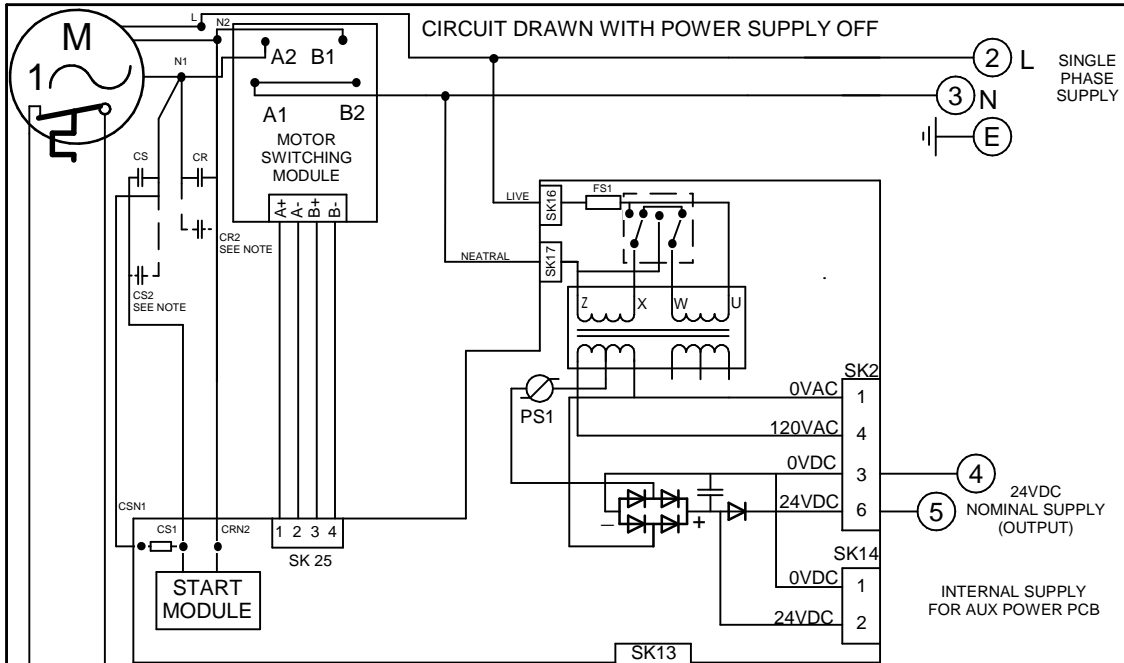 CIRCUIT DRAWN WITH POWER SUPPLY OFF
M
1
L
N2
N1
A2 B1
A1 B2
MOTOR
SWITCHING
MODULE
A+ A- B+ B-
2 L
3 N
E
SINGLE
PHASE
SUPPLY
CS
CR
CR2
SEE NOTE
CS2
SEE NOTE
LIVE
SK16
FS1
NEATRAL
SK17
Z X W U
PS1
SK2
0VAC 1
120VAC 4
0VDC 3
24VDC 6
4
5
24VDC
NOMINAL SUPPLY
(OUTPUT)
– +
SK14
0VDC 1
24VDC 2
INTERNAL SUPPLY
FOR AUX POWER PCB
CSN1
CS1
CRN2
1 2 3 4
SK 25
START
MODULE
SK13